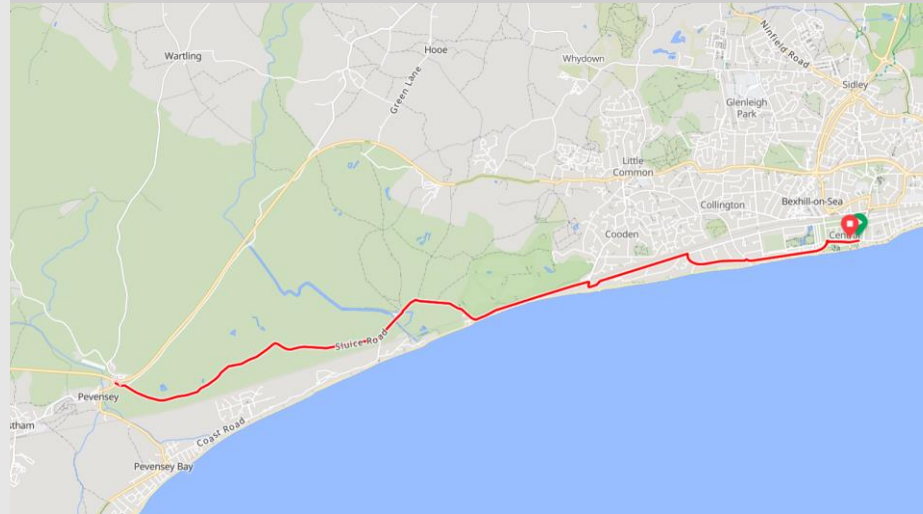 Wartling
Hooe
Green Lane
Whydown
Ninfield Road
Sidley
Glenleigh
Park
Little
Common
Collington
Bexhill-on-Sea
Cooden
Central
Sluice Road
Pevensey
stham
Coast Road
Pevensey Bay